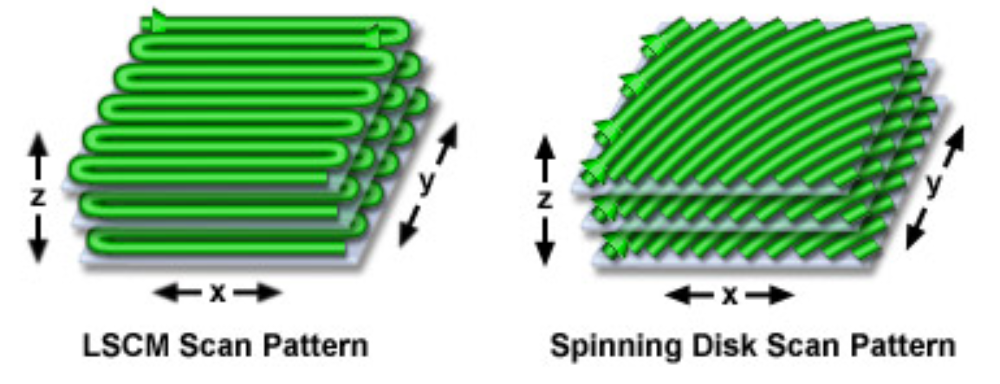 z
y
x
LSCM Scan Pattern
z
y
x
Spinning Disk Scan Pattern